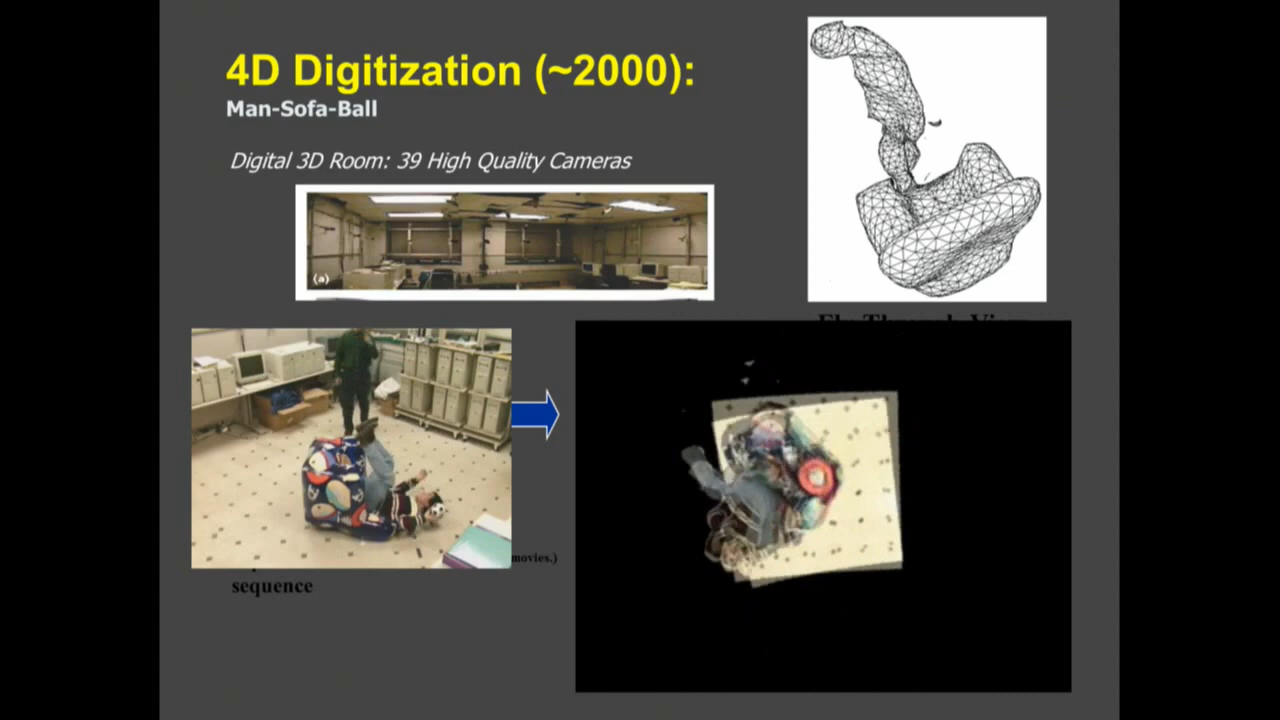 4D Digitization (~2000):
Man-Sofa-Ball
Digital 3D Room: 39 High Quality Cameras
(a)
movies.)
sequence